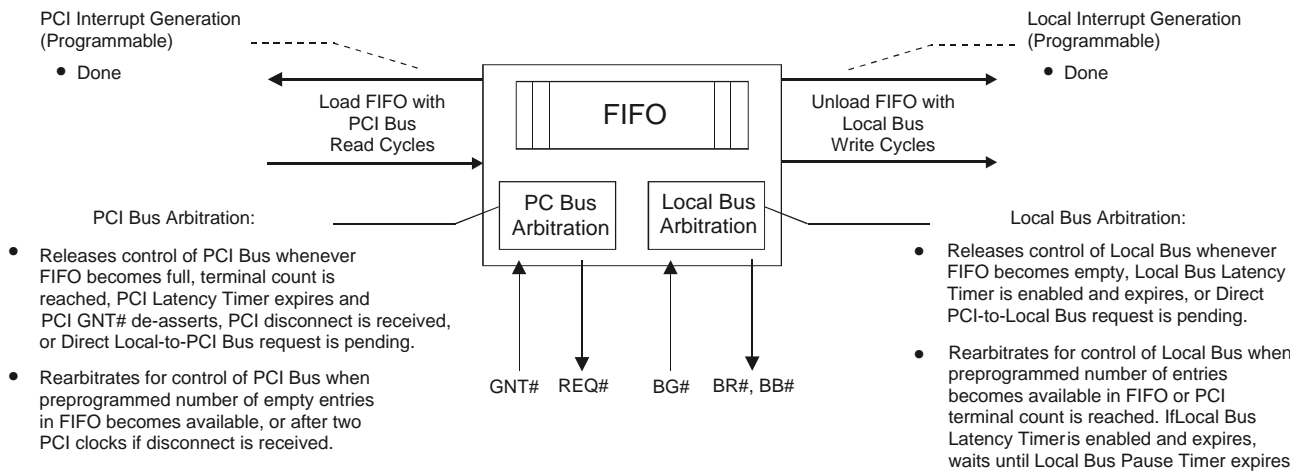 PCI Interrupt Generation
(Programmable)
• Done
Local Interrupt Generation
(Programmable)
• Done
Load FIFO with
PCI Bus
Read Cycles
FIFO
Unload FIFO with
Local Bus
Write Cycles
PC Bus
Arbitration
Local Bus
Arbitration
PCI Bus Arbitration:
• Releases control of PCI Bus whenever
FIFO becomes full, terminal count is
reached, PCI Latency Timer expires and
PCI GNT# de-asserts, PCI disconnect is received,
or Direct Local-to-PCI Bus request is pending.
• Rearbitrates for control of PCI Bus when
preprogrammed number of empty entries
in FIFO becomes available, or after two
PCI clocks if disconnect is received.
GNT#
REQ#
BG#
BR#, BB#
Local Bus Arbitration:
• Releases control of Local Bus whenever
FIFO becomes empty, Local Bus Latency
Timer is enabled and expires, or Direct
PCI-to-Local Bus request is pending.
• Rearbitrates for control of Local Bus when
preprogrammed number of entries
becomes available in FIFO or PCI
terminal count is reached. IfLocal Bus
Latency Timeris enabled and expires,
waits until Local Bus Pause Timer expires